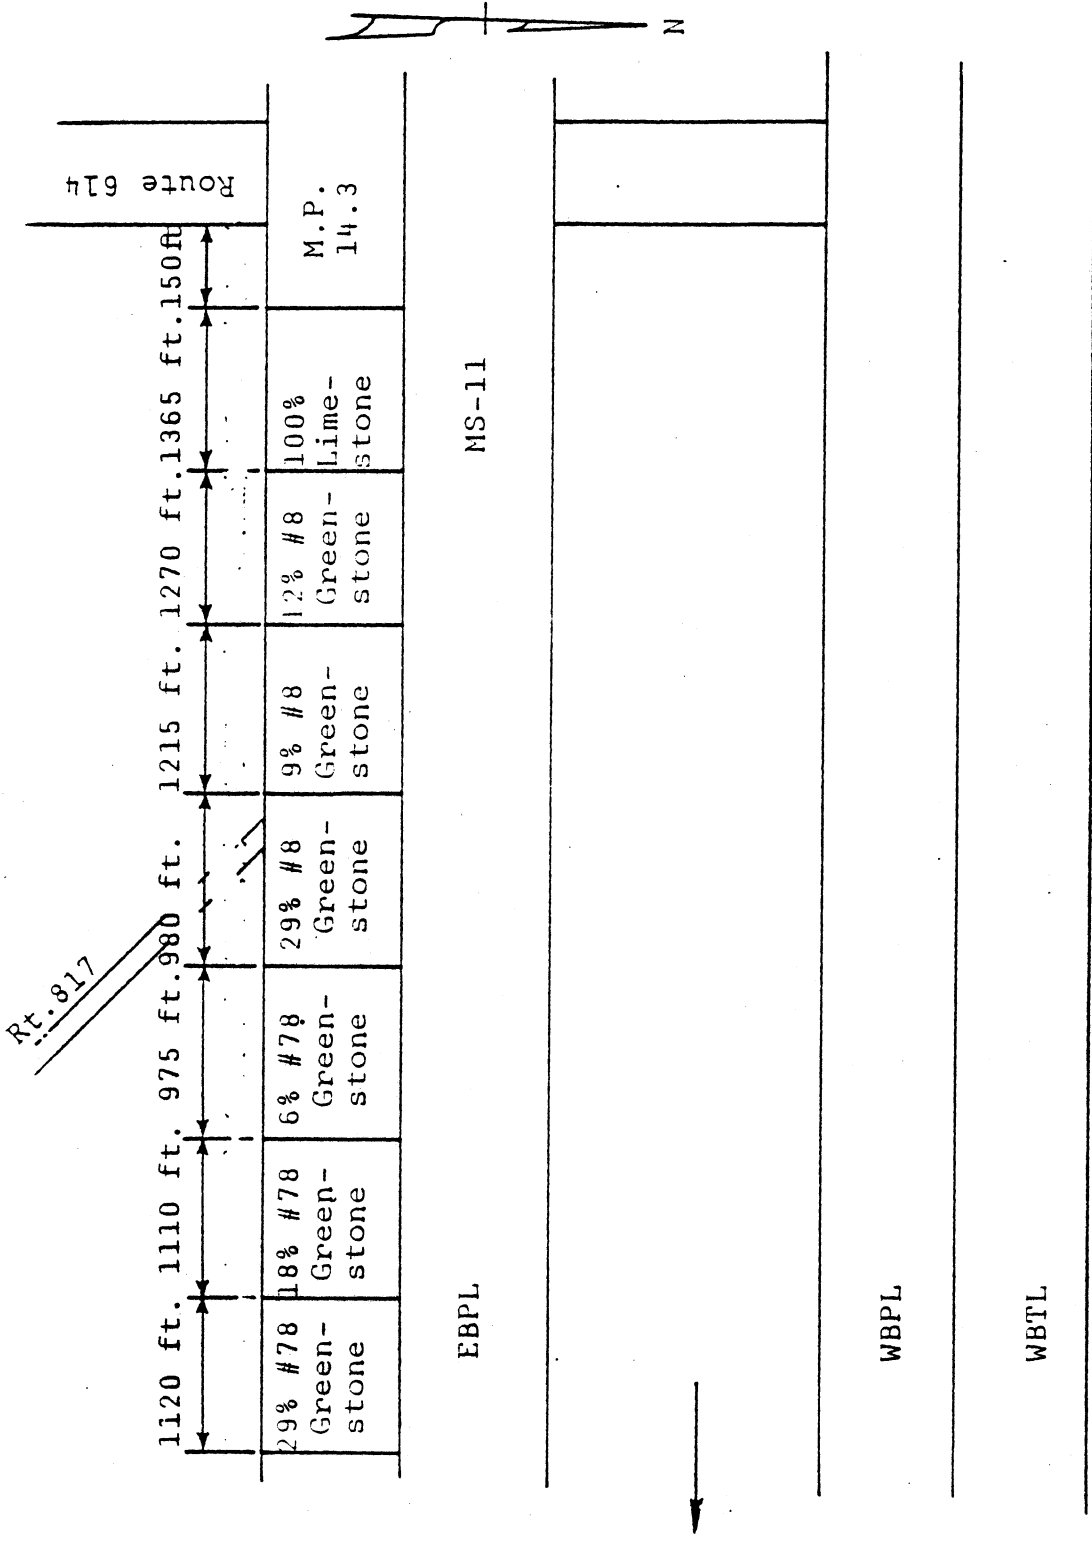 N
Route 614
Rt.817
1120 ft.
1110 ft.
975 ft.
980 ft.
1215 ft.
1270 ft.
1365 ft.
150ft
29% #78
Green-
stone
18% #78
Green-
stone
6% #78
Green-
stone
29% #8
Green-
stone
9% #8
Green-
stone
12% #8
Green-
stone
100%
Lime-
stone
M.P.
14.3
EBPL
MS-11
WBPL
WBTL